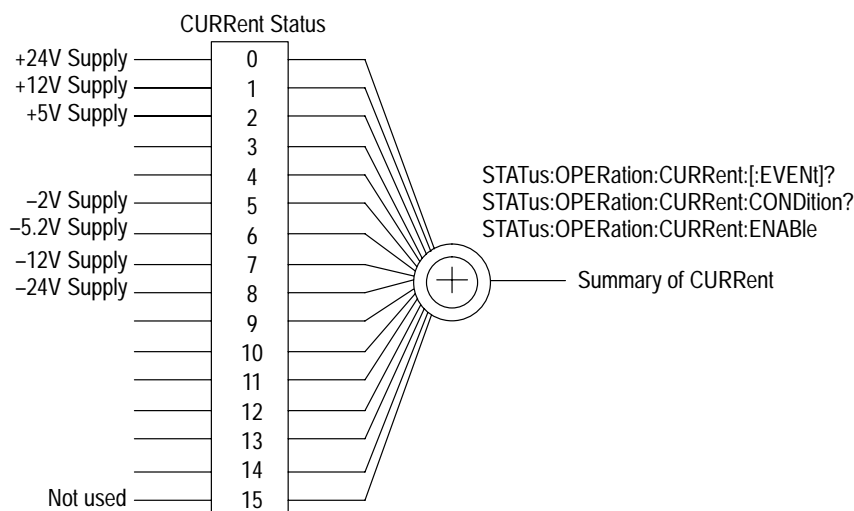 CURRent Status
+24V Supply 0
+12V Supply 1
+5V Supply 2
3
4
–2V Supply 5
–5.2V Supply 6
–12V Supply 7
–24V Supply 8
9
10
11
12
13
14
Not used 15
STATus:OPERation:CURRent:[:EVENt]?
STATus:OPERation:CURRent:CONDition?
STATus:OPERation:CURRent:ENABle
Summary of CURRent